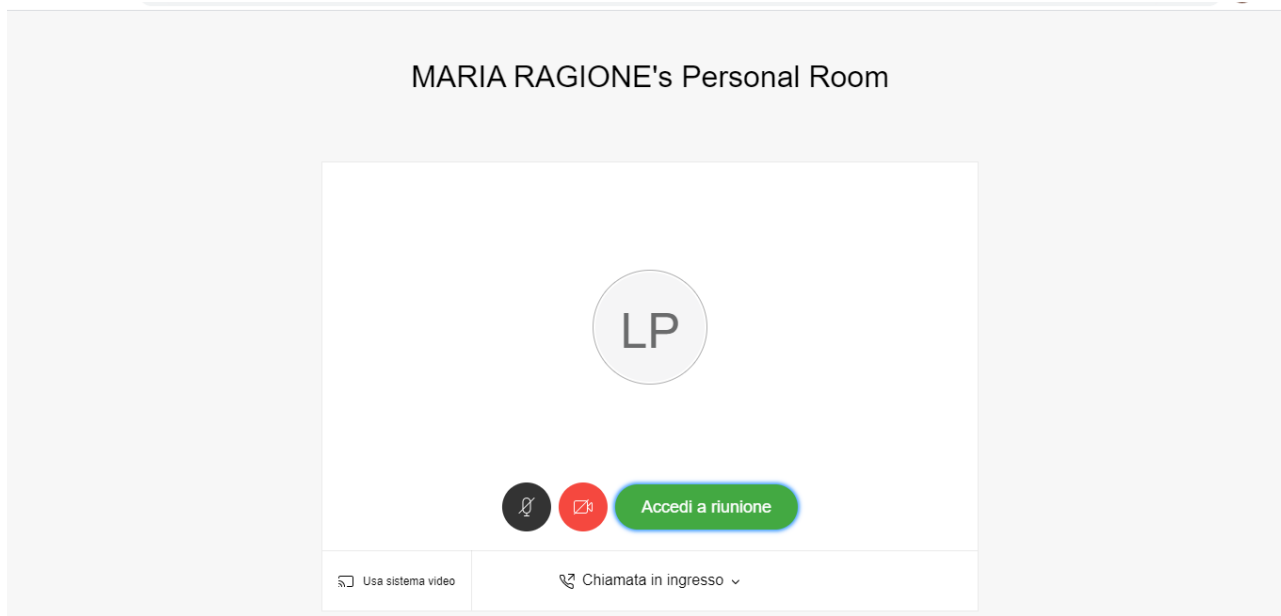 MARIA RAGIONE's Personal Room
LP
Accedi a riunione
Usa sistema video
Chiamata in ingresso